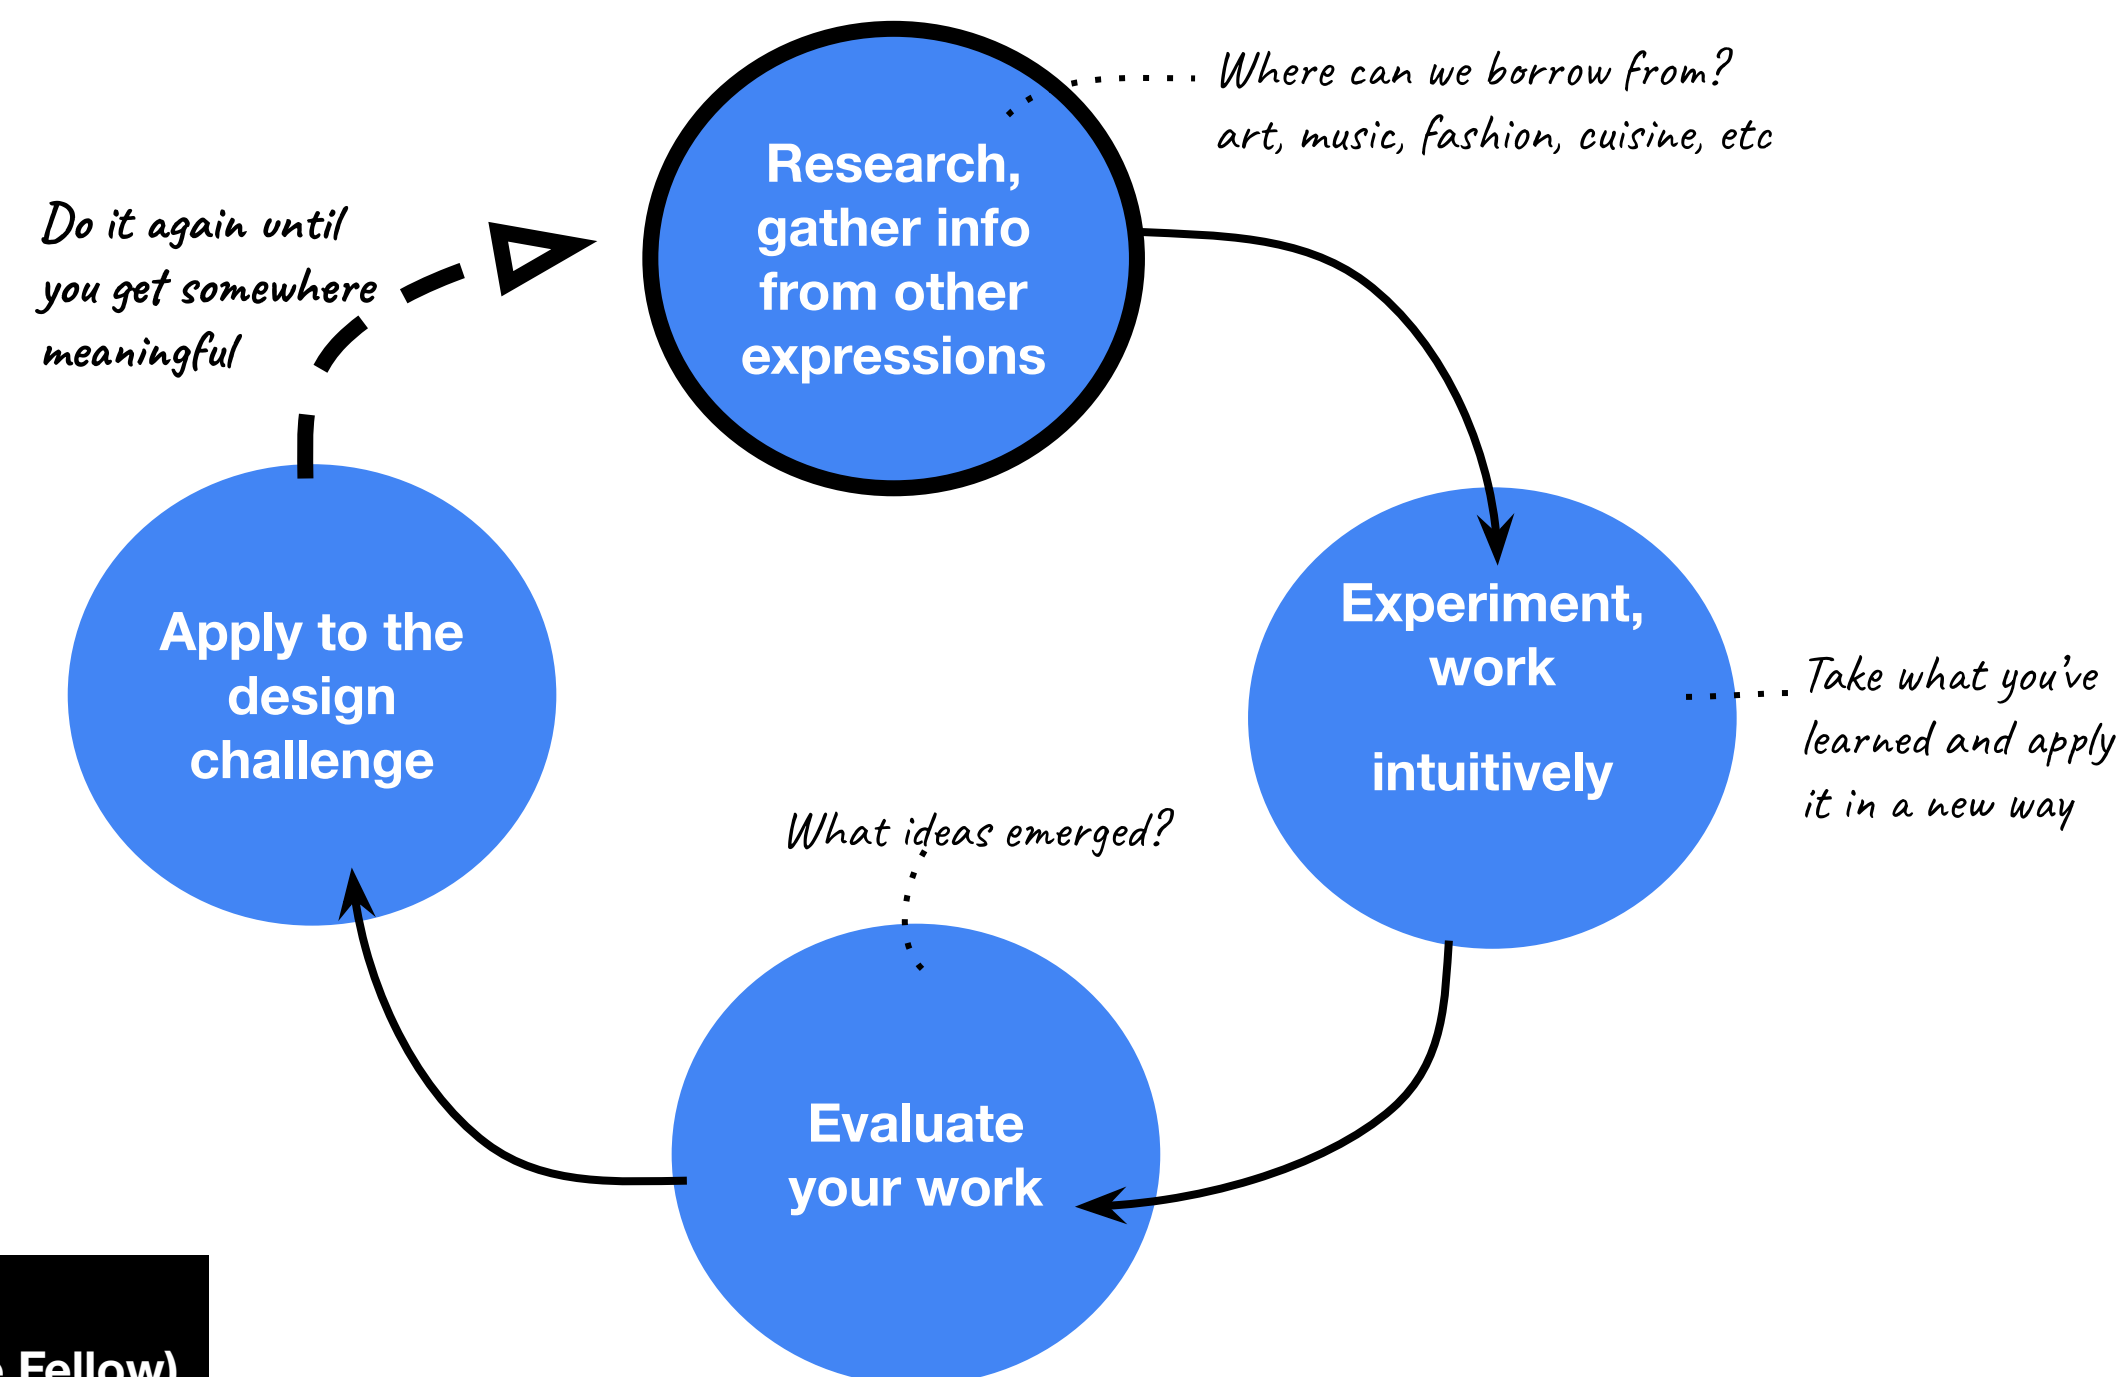 Where can we borrow from?
art, music, fashion, cuisine, etc
Research,
gather info
from other
expressions
Do it again until
you get somewhere
meaningful
Experiment,
work
intuitively
Take what you've
learned and apply
it in a new way
Apply to the
design
challenge
What ideas emerged?
Evaluate
your work
Fellow)